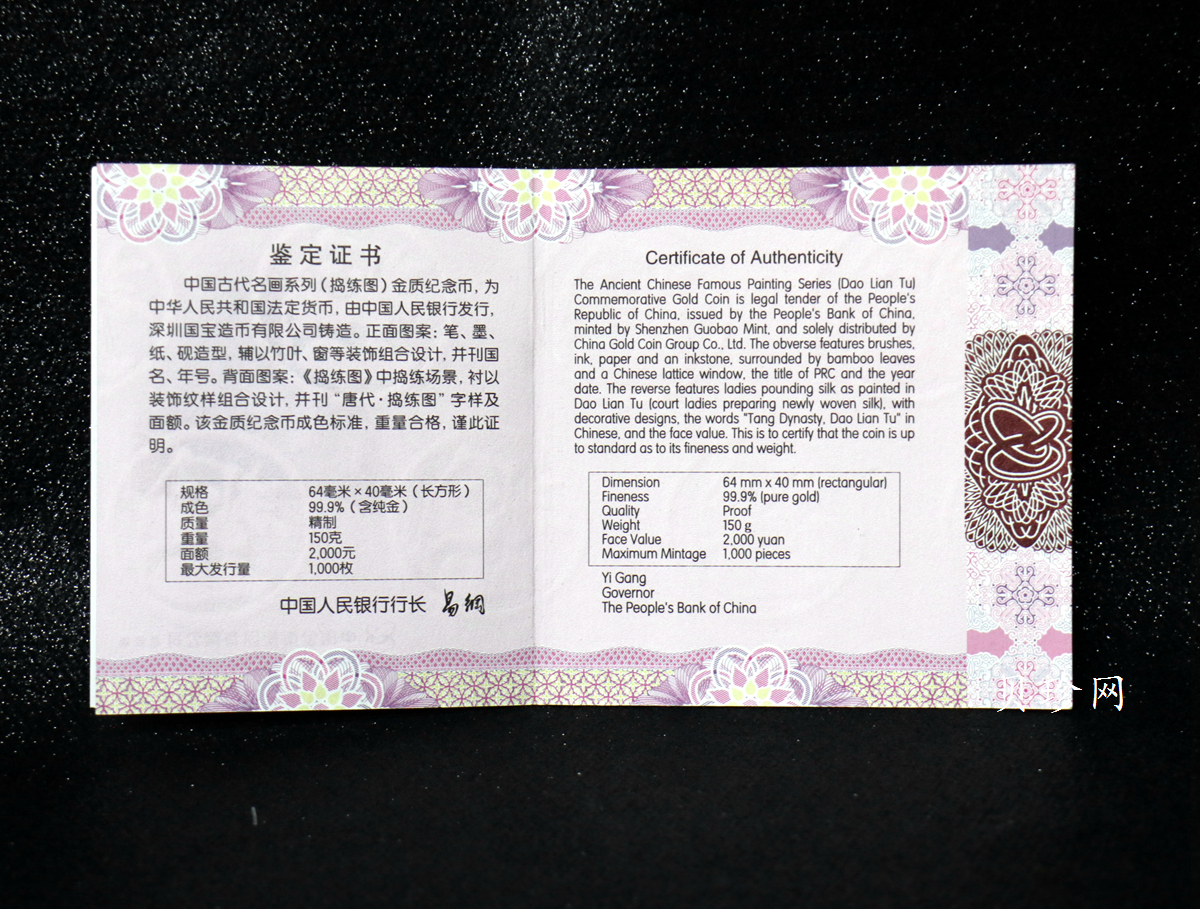 鉴定证书
中国古代名画系列（捣练图）金质纪念币，为
中华人民共和国法定货币，由中国人民银行发行，
深圳国宝造币有限公司铸造。正面图案：笔、墨、
纸、砚造型，辅以竹叶、窗等装饰组合设计，并刊国
名、年号。背面图案：《捣练图》中捣练场景，衬以
装饰纹样组合设计，并刊“唐代·捣练图”字样及
面额。该金质纪念币成色标准，重量合格，谨此证
明。
规格 64毫米×40毫米（长方形）
成色 99.9%（含纯金）
质量 精制
重量 150克
面额 2,000元
最大发行量 1,000枚
中国人民银行行长 易纲
Certificate of Authenticity
The Ancient Chinese Famous Painting Series (Dao Lian Tu)
Commemorative Gold Coin is legal tender of the People's
Republic of China, issued by the People's Bank of China,
minted by Shenzhen Guobao Mint, and solely distributed by
China Gold Coin Group Co., Ltd. The obverse features brushes,
ink, paper and an inkstone, surrounded by bamboo leaves
and a Chinese lattice window, the title of PRC and the year
date. The reverse features ladies pounding silk as painted in
Dao Lian Tu (court ladies preparing newly woven silk), with
decorative designs, the words "Tang Dynasty, Dao Lian Tu" in
Chinese, and the face value. This is to certify that the coin is up
to standard as to its fineness and weight.
Dimension 64 mm x 40 mm (rectangular)
Fineness 99.9% (pure gold)
Quality Proof
Weight 150 g
Face Value 2,000 yuan
Maximum Mintage 1,000 pieces
Yi Gang
Governor
The People's Bank of China
网